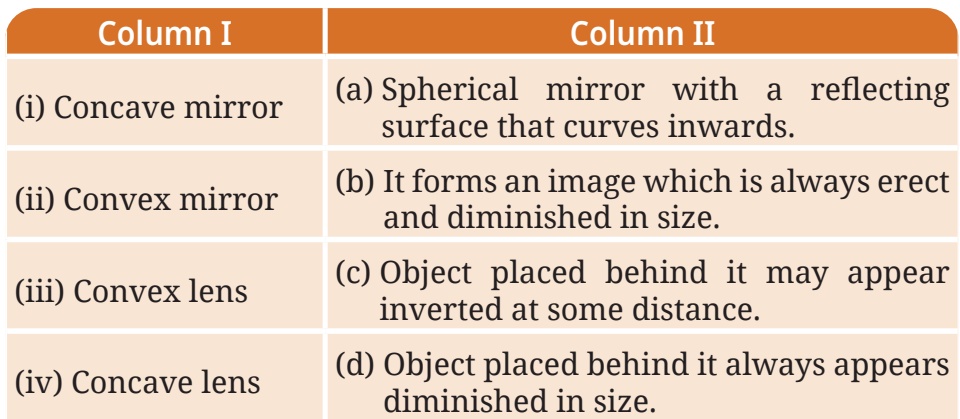 Column I
Column II
(i) Concave mirror
(a) Spherical mirror with a reflecting
surface that curves inwards.
(ii) Convex mirror
(b) It forms an image which is always erect
and diminished in size.
(iii) Convex lens
(c) Object placed behind it may appear
inverted at some distance.
(iv) Concave lens
(d) Object placed behind it always appears
diminished in size.